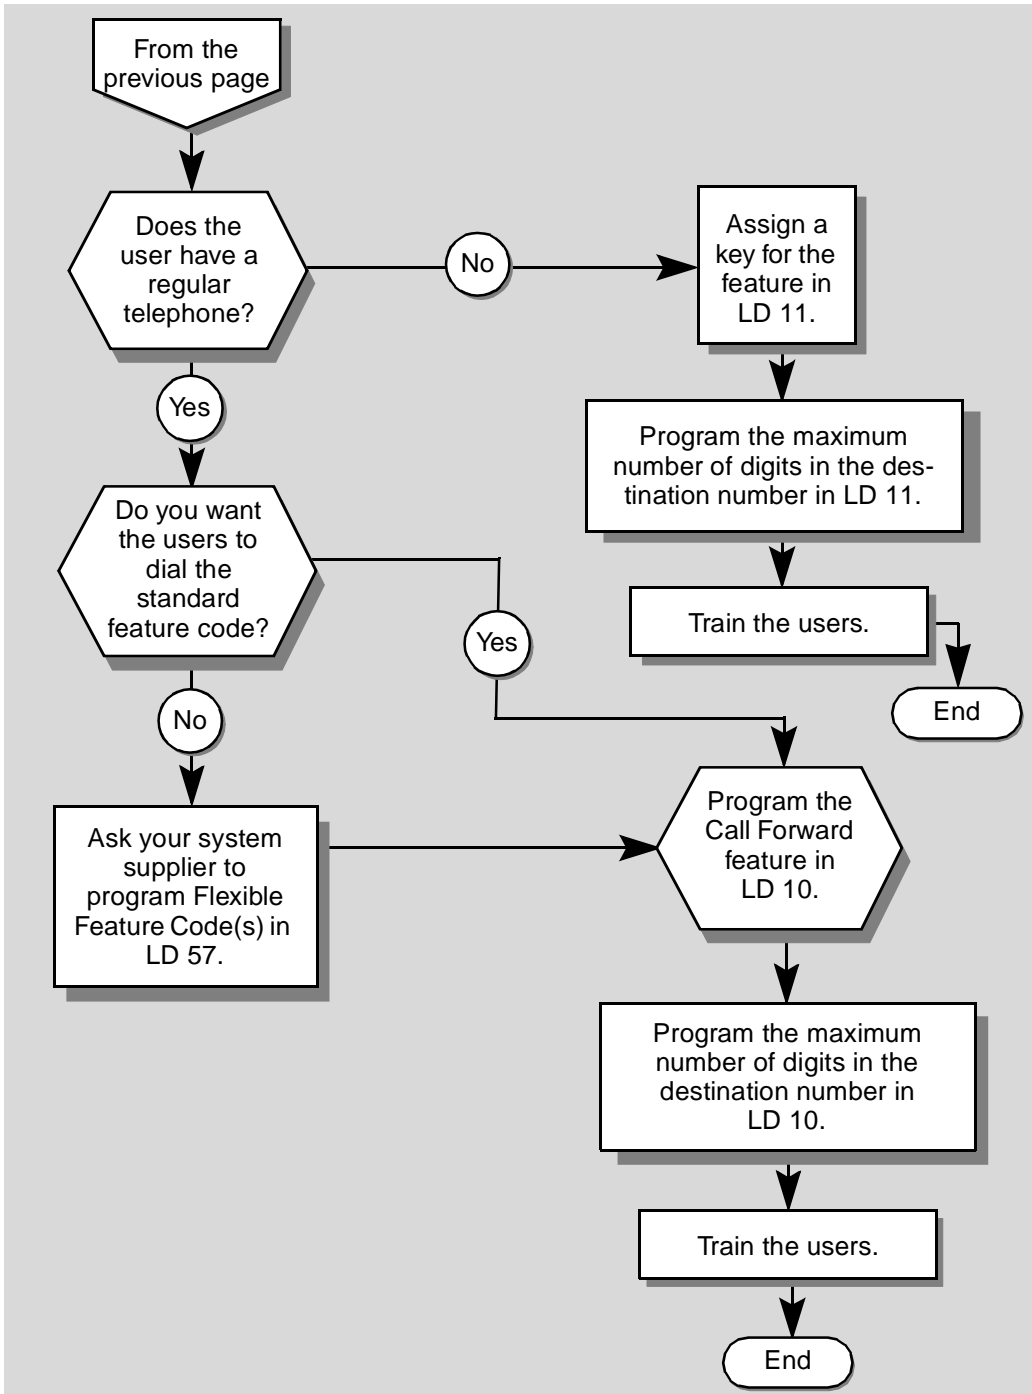 From the
previous page
Does the
user have a
regular
telephone?
No
Assign a
key for the
feature in
LD 11.
Yes
Program the maximum
number of digits in the des-
tination number in LD 11.
Do you want
the users to
dial the
standard
feature code?
Yes
Train the users.
End
No
Ask your system
supplier to
program Flexible
Feature Code(s) in
LD 57.
Program the
Call Forward
feature in
LD 10.
Program the maximum
number of digits in the
destination number in
LD 10.
Train the users.
End